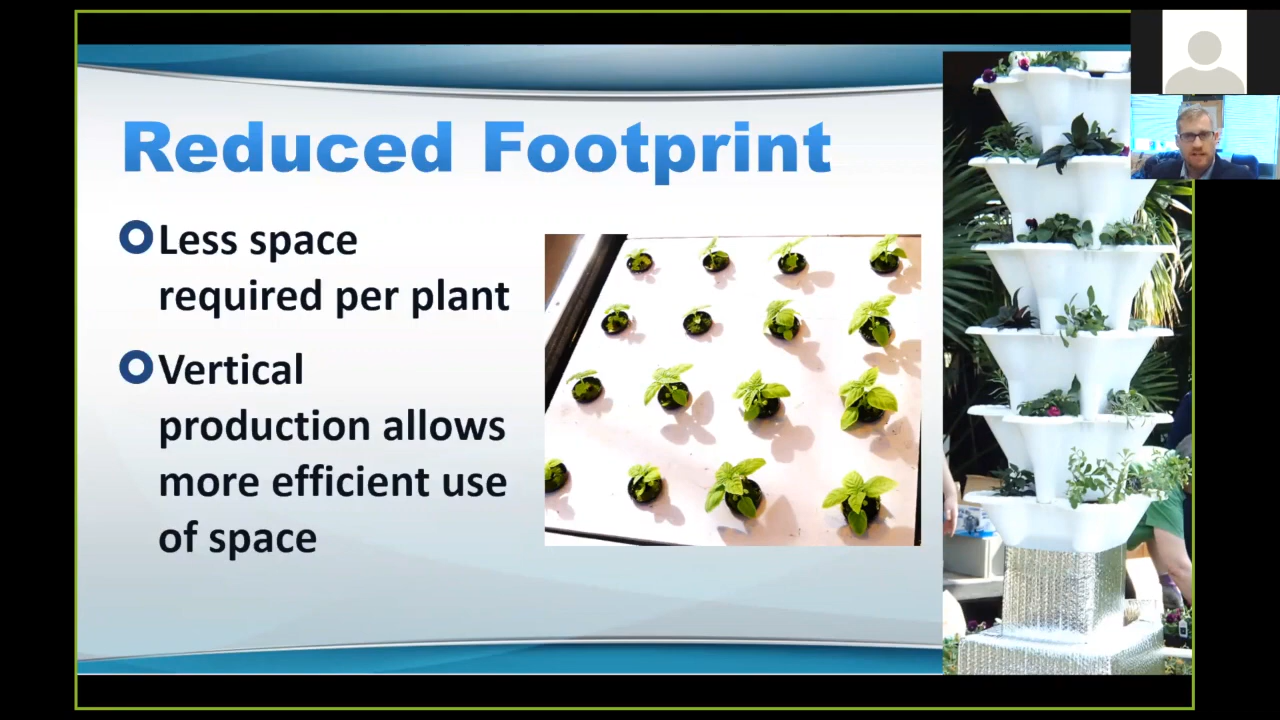 Reduced Footprint
Less space
required per plant
Vertical
production allows
more efficient use
of space